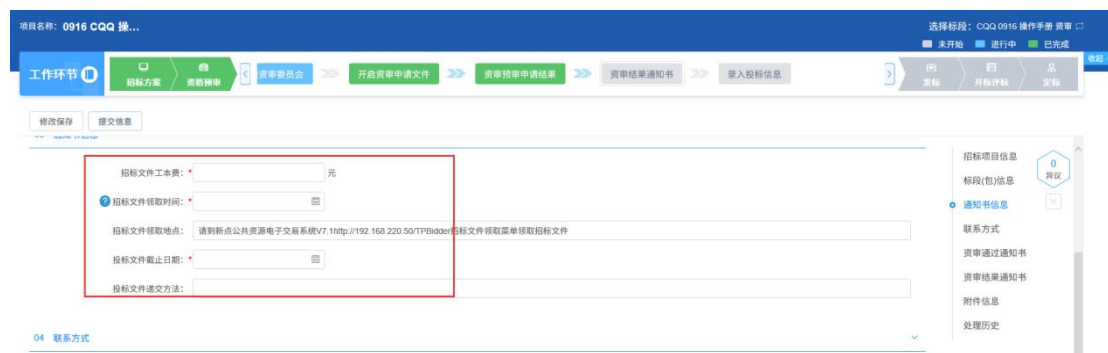 项目名称: 0916 CQQ 操...
选择标段: CQQ 0916 操作手册 资审
未开始 进行中 已完成
收起
工作环节
招标方案
资格预审
资审委员会
开启资审申请文件
资审预审申请结果
资审结果通知书
录入投标信息
发标
开标评标
定标
修改保存 提交信息
招标文件工本费: * 元
招标文件领取时间: *
招标文件领取地点: 请到新点公共资源电子交易系统V7.1http://192.168.220.50/TPBidder招标文件领取菜单领取招标文件
投标文件截止日期: *
投标文件递交方法:
04 联系方式
招标项目信息
标段(包)信息
通知书信息
联系方式
资审通过通知书
资审结果通知书
附件信息
处理历史
0
异议